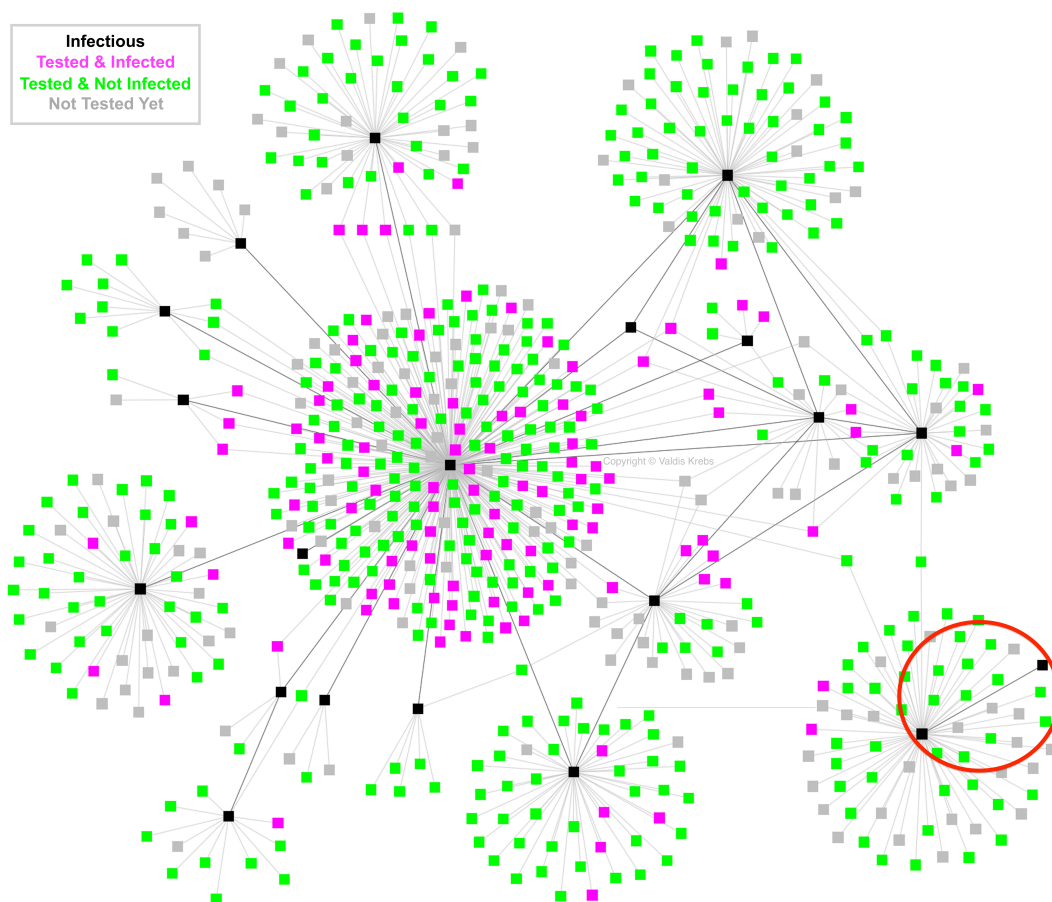 Infectious
Tested & Infected
Tested & Not Infected
Not Tested Yet
Copyright © Valdis Krebs